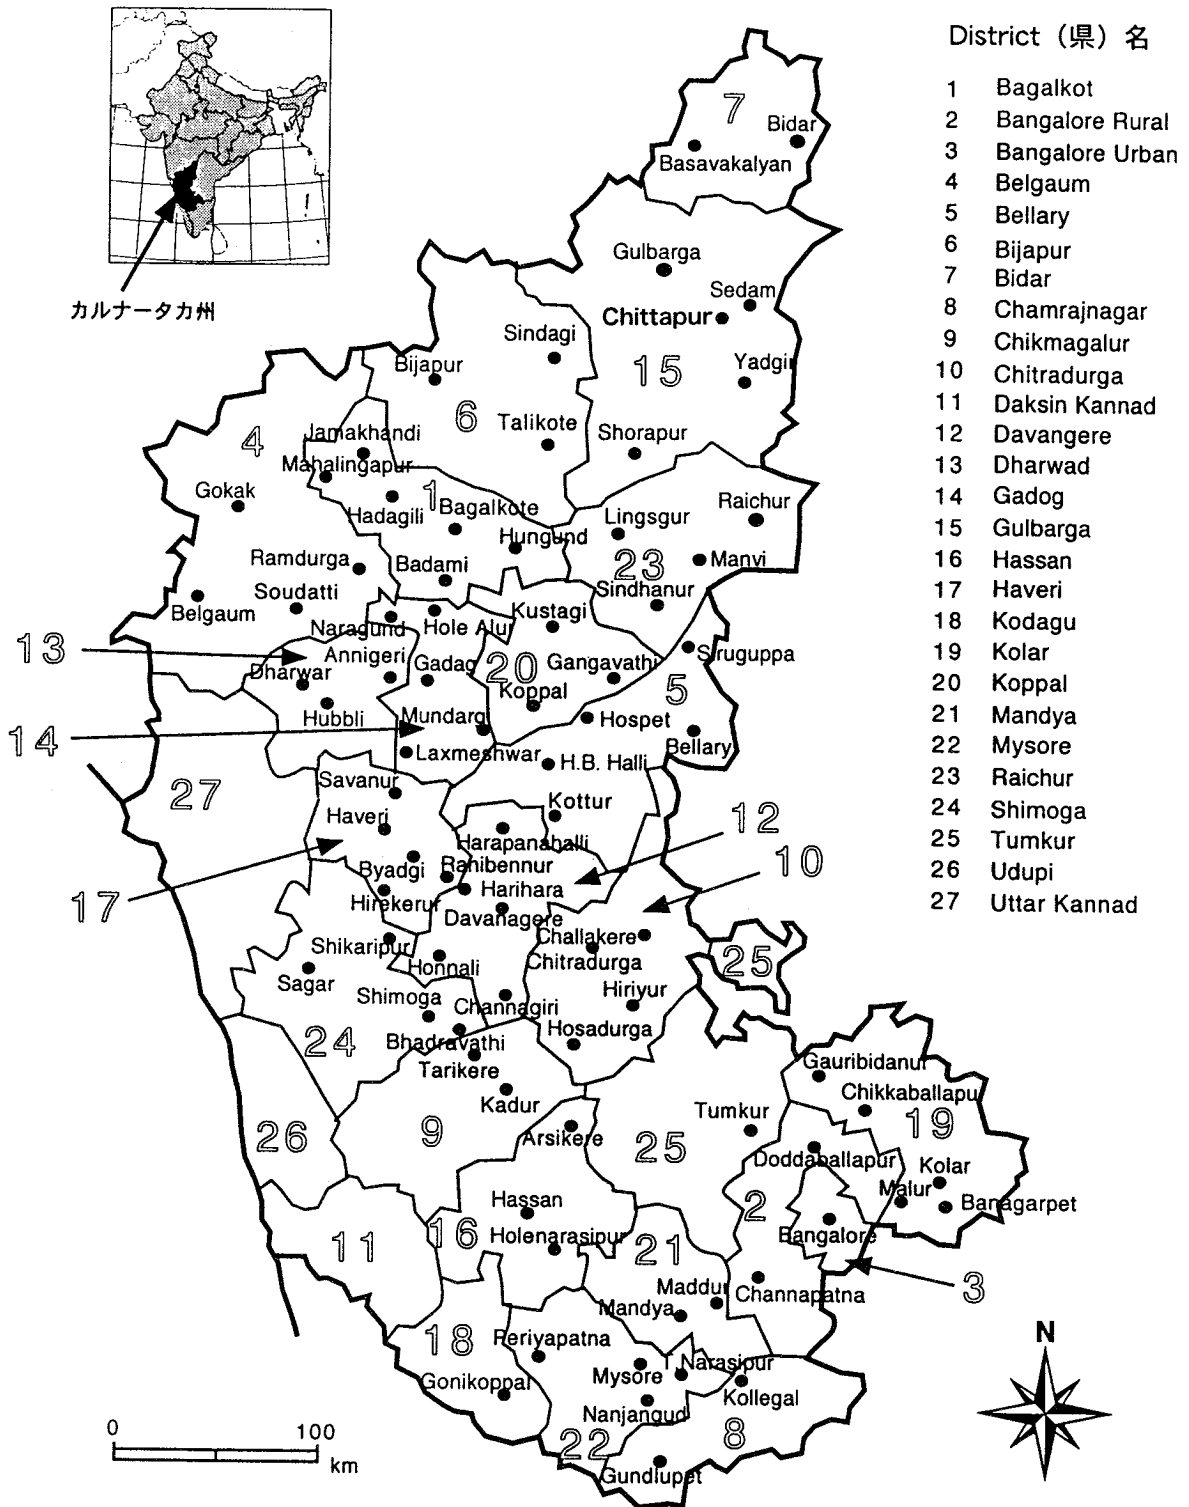 District（県）名
1 Bagalkot
2 Bangalore Rural
3 Bangalore Urban
4 Belgaum
5 Bellary
6 Bijapur
7 Bidar
8 Chamrajnagar
9 Chikmagalur
10 Chitradurga
11 Daksin Kannad
12 Davangere
13 Dharwad
14 Gadog
15 Gulbarga
16 Hassan
17 Haveri
18 Kodagu
19 Kolar
20 Koppal
21 Mandya
22 Mysore
23 Raichur
24 Shimoga
25 Tumkur
26 Udupi
27 Uttar Kannad
カルナータカ州
7
Bidar
Basavakalyan
Gulbarga
Sedam
Chittapur
Sindagi
Bijapur
15
Yadgir
6
Talikote
Shorapur
4
Jamakhandi
Mahalingapur
Gokak
1
Hadagili
Bagalkote
Raichur
Lingsgur
Hungund
Ramdurga
Badami
23
Manvi
Soudatti
Sindhanur
Belgaum
Naragund
Hole Alur
Kustagi
13
Annigeri
Siruguppa
Dharwar
Gadag
20
Gangavathi
Koppal
5
Hubbli
Mundargi
Hospet
14
Bellary
Laxmeshwar
H.B. Halli
27
Savanur
Kottur
Haveri
Harapanahalli
12
Byadgi
Ranibennur
10
17
Hirekerur
Harihara
Davanagere
Shikaripur
Challakere
Honnali
Chitradurga
25
Sagar
Shimoga
Channagiri
Hiriyur
24
Bhadravathi
Hosadurga
Tarikere
Gauribidanur
Kadur
Chikkaballapu
Tumkur
19
26
9
Arsikere
25
Doddaballapur
Kolar
Hassan
2
Malur
Banagarpet
11
16
Holenarasipur
21
Bangalore
Maddur
Channapatna
3
Mandya
18
Periyapatna
Mysore
T.Narasipur
N
Gonikoppal
Kollegal
Nanjangud
22
8
Gundlupet
0 100
km